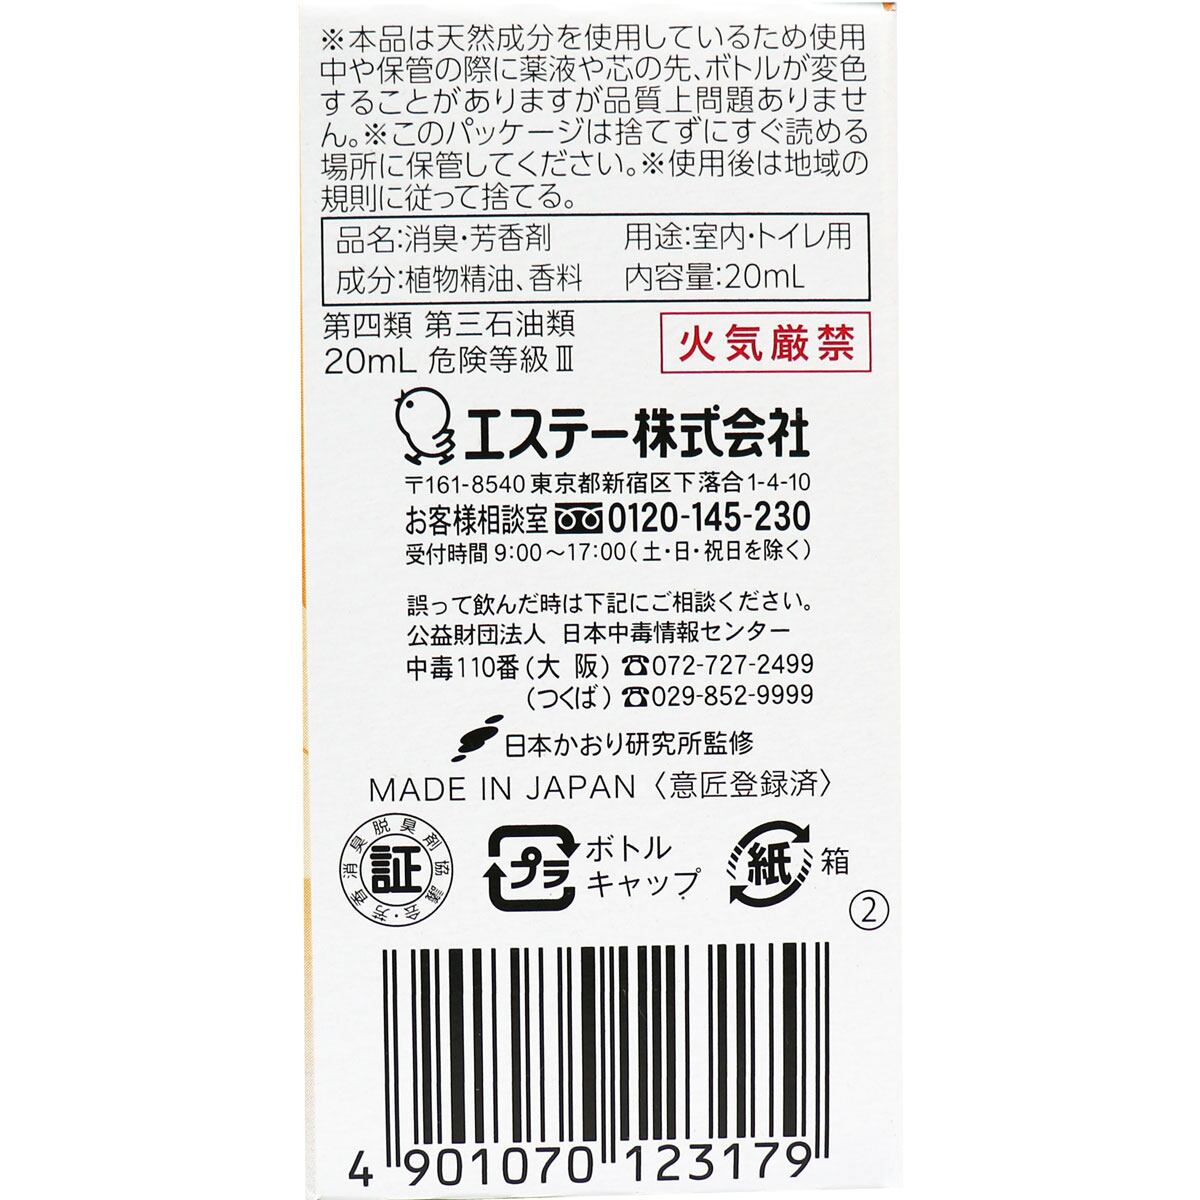 ※本品は天然成分を使用しているため使用
中や保管の際に薬液や芯の先、ボトルが変色
することがありますが品質上問題ありませ
ん。※このパッケージは捨てずにすぐ読める
場所に保管してください。※使用後は地域の
規則に従って捨てる。
品名:消臭・芳香剤 用途:室内・トイレ用
成分:植物精油、香料 内容量:20mL
第四類 第三石油類
20mL 危険等級Ⅲ
火気厳禁
エステー株式会社
〒161-8540 東京都新宿区下落合1-4-10
お客様相談室 0120-145-230
受付時間 9:00〜17:00(土・日・祝日を除く)
誤って飲んだ時は下記にご相談ください。
公益財団法人 日本中毒情報センター
中毒110番(大 阪)☎072-727-2499
(つくば)☎029-852-9999
日本かおり研究所監修
MADE IN JAPAN〈意匠登録済〉
芳香消臭脱臭剤協議会・
証
プラ
ボトル
キャップ
紙
箱
②
4 901070 123179